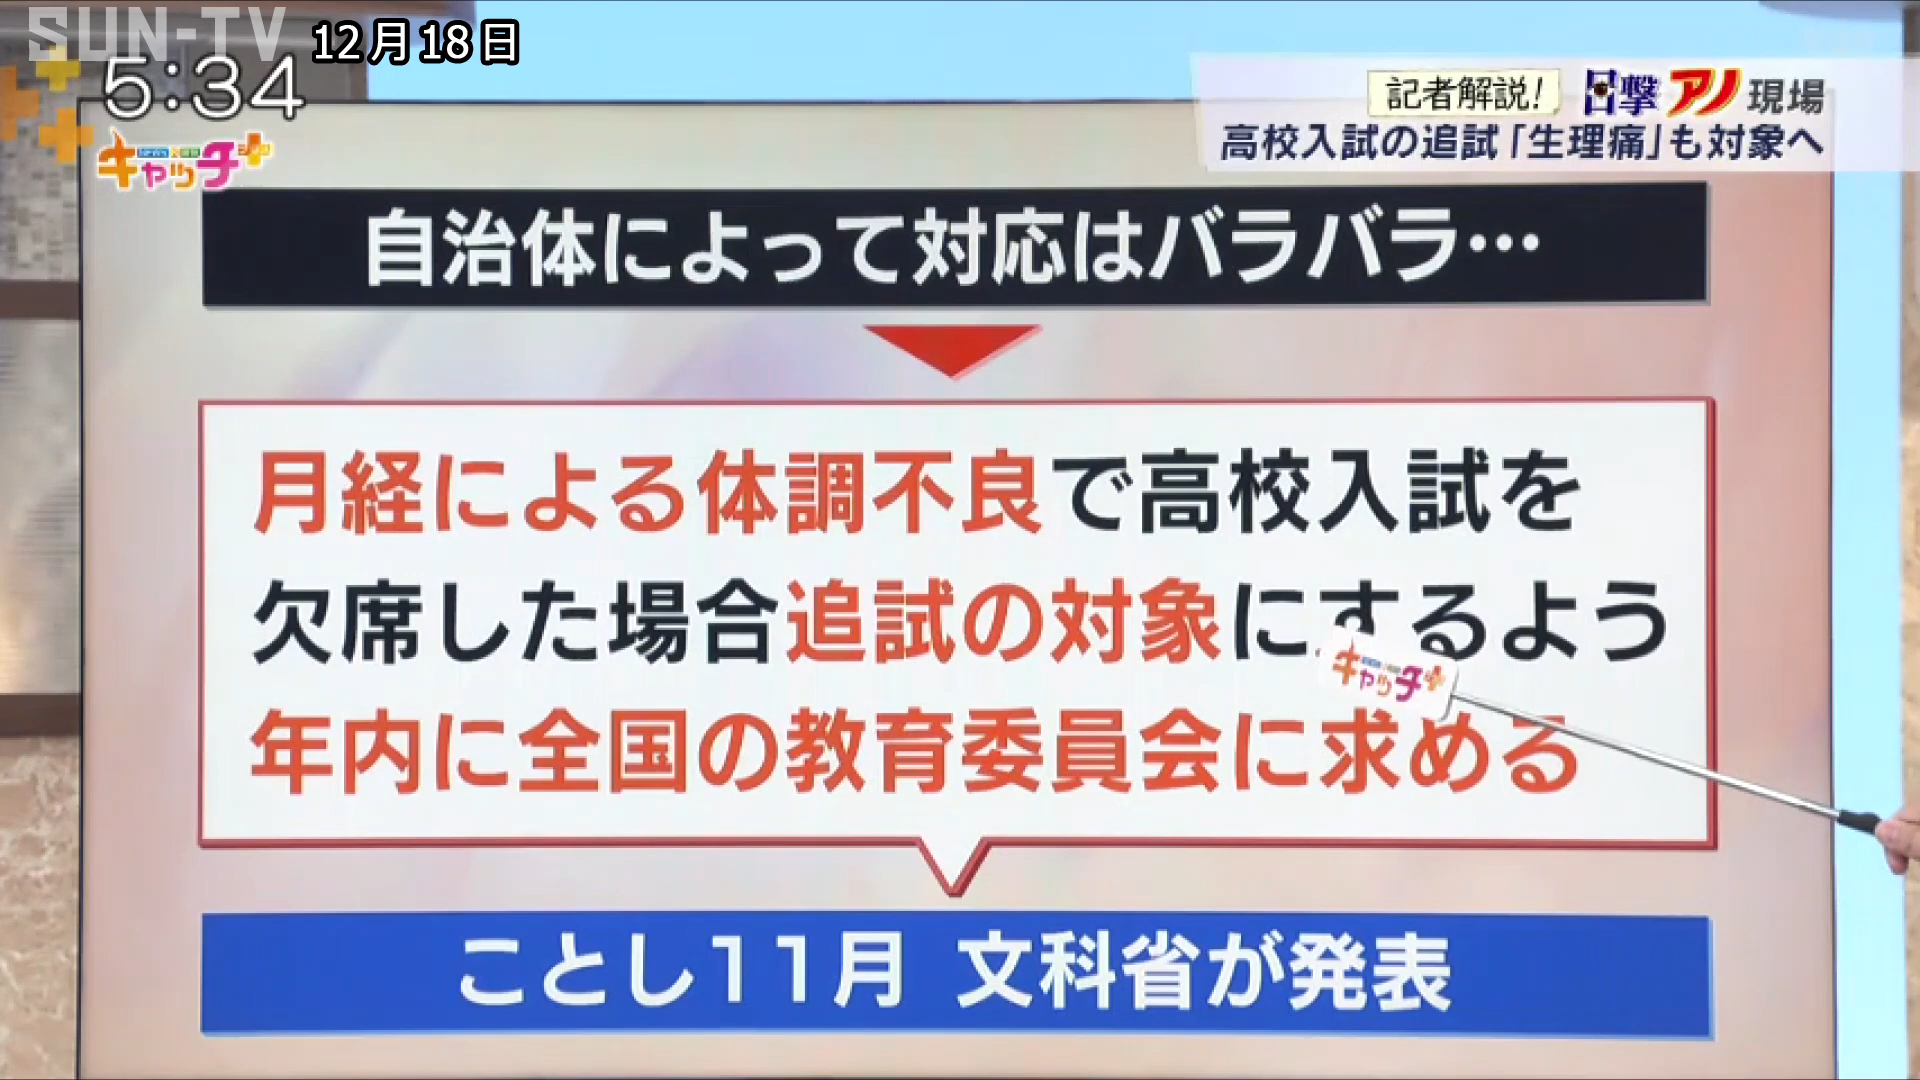 SUN-TV
12月18日
5:34
キャッチ+
記者解説!
目撃アノ現場
高校入試の追試「生理痛」も対象へ
自治体によって対応はバラバラ…
月経による体調不良で高校入試を
欠席した場合追試の対象にするよう
キャッチ+
年内に全国の教育委員会に求める
ことし11月 文科省が発表